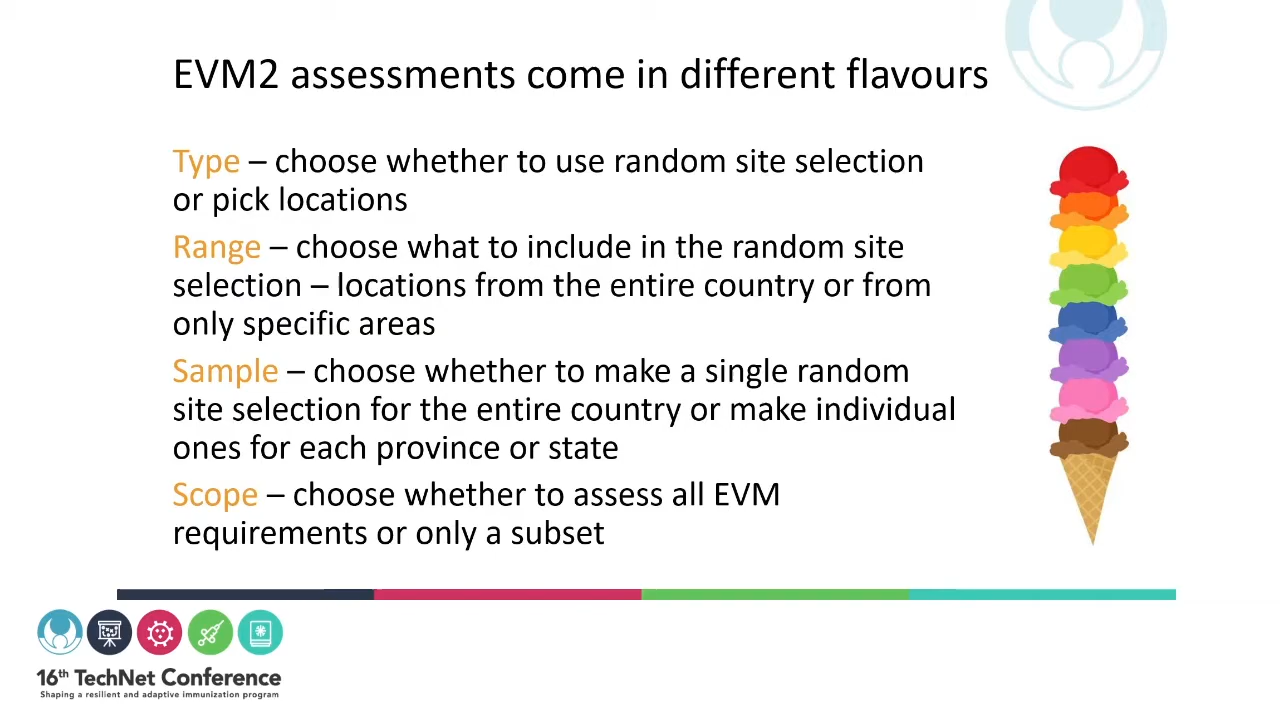 EVM2 assessments come in different flavours
Type – choose whether to use random site selection
or pick locations
Range – choose what to include in the random site
selection – locations from the entire country or from
only specific areas
Sample – choose whether to make a single random
site selection for the entire country or make individual
ones for each province or state
Scope – choose whether to assess all EVM
requirements or only a subset
16th TechNet Conference
Shaping a resilient and adaptive immunization program